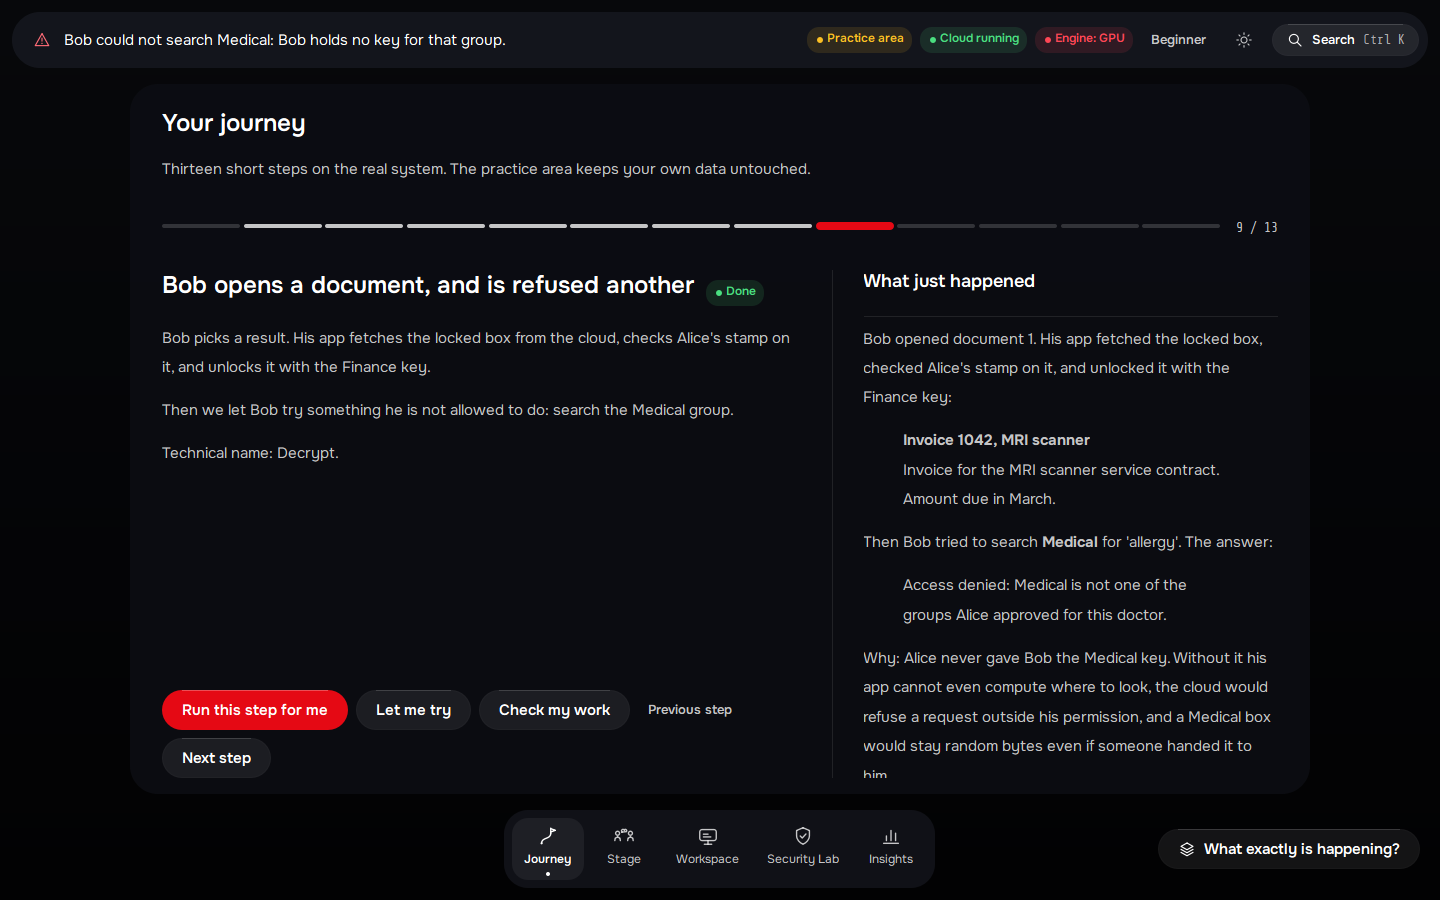 Bob could not search Medical: Bob holds no key for that group.
Practice area
Cloud running
Engine: GPU
Beginner
Search Ctrl K
Your journey
Thirteen short steps on the real system. The practice area keeps your own data untouched.
9 / 13
Bob opens a document, and is refused another
Done
Bob picks a result. His app fetches the locked box from the cloud, checks Alice's stamp on
it, and unlocks it with the Finance key.
Then we let Bob try something he is not allowed to do: search the Medical group.
Technical name: Decrypt.
Run this step for me
Let me try
Check my work
Previous step
Next step
What just happened
Bob opened document 1. His app fetched the locked box,
checked Alice's stamp on it, and unlocked it with the
Finance key:
Invoice 1042, MRI scanner
Invoice for the MRI scanner service contract.
Amount due in March.
Then Bob tried to search Medical for 'allergy'. The answer:
Access denied: Medical is not one of the
groups Alice approved for this doctor.
Why: Alice never gave Bob the Medical key. Without it his
app cannot even compute where to look, the cloud would
refuse a request outside his permission, and a Medical box
would stay random bytes even if someone handed it to
him
Journey
Stage
Workspace
Security Lab
Insights
What exactly is happening?